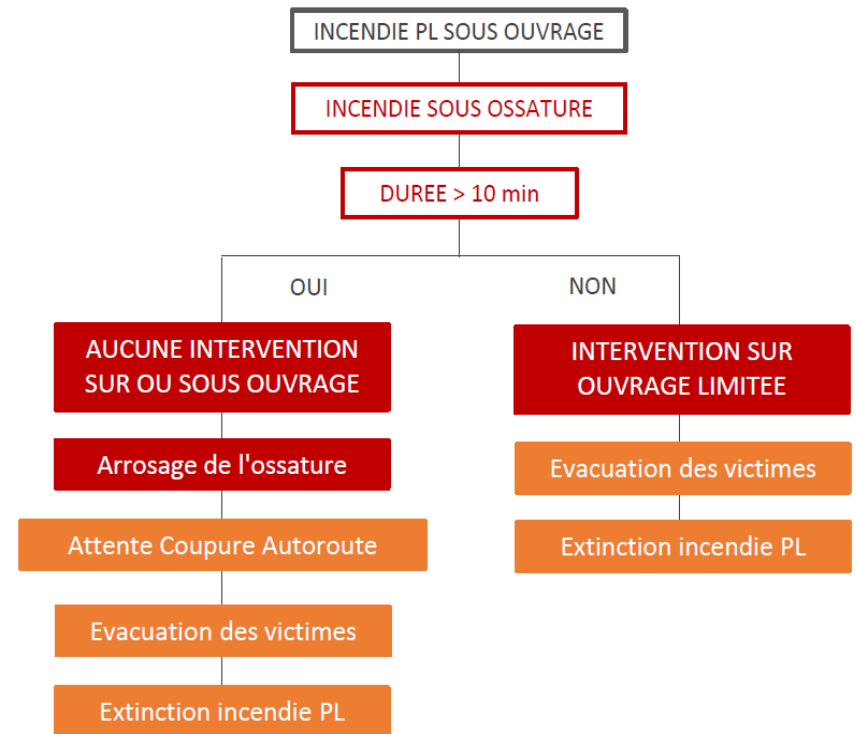 INCENDIE PL SOUS OUVRAGE
INCENDIE SOUS OSSATURE
DUREE > 10 min
OUI
NON
AUCUNE INTERVENTION
SUR OU SOUS OUVRAGE
Arrosage de l'ossature
Attente Coupure Autoroute
Evacuation des victimes
Extinction incendie PL
INTERVENTION SUR
OUVRAGE LIMITEE
Evacuation des victimes
Extinction incendie PL